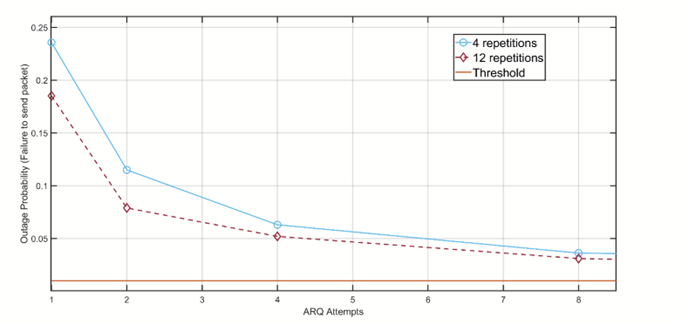 0.25
0.2
0.15
0.1
0.05
Outage Probability (Failure to send packet)
4 repetitions
12 repetitions
Threshold
1 2 3 4 5 6 7 8
ARQ Attempts